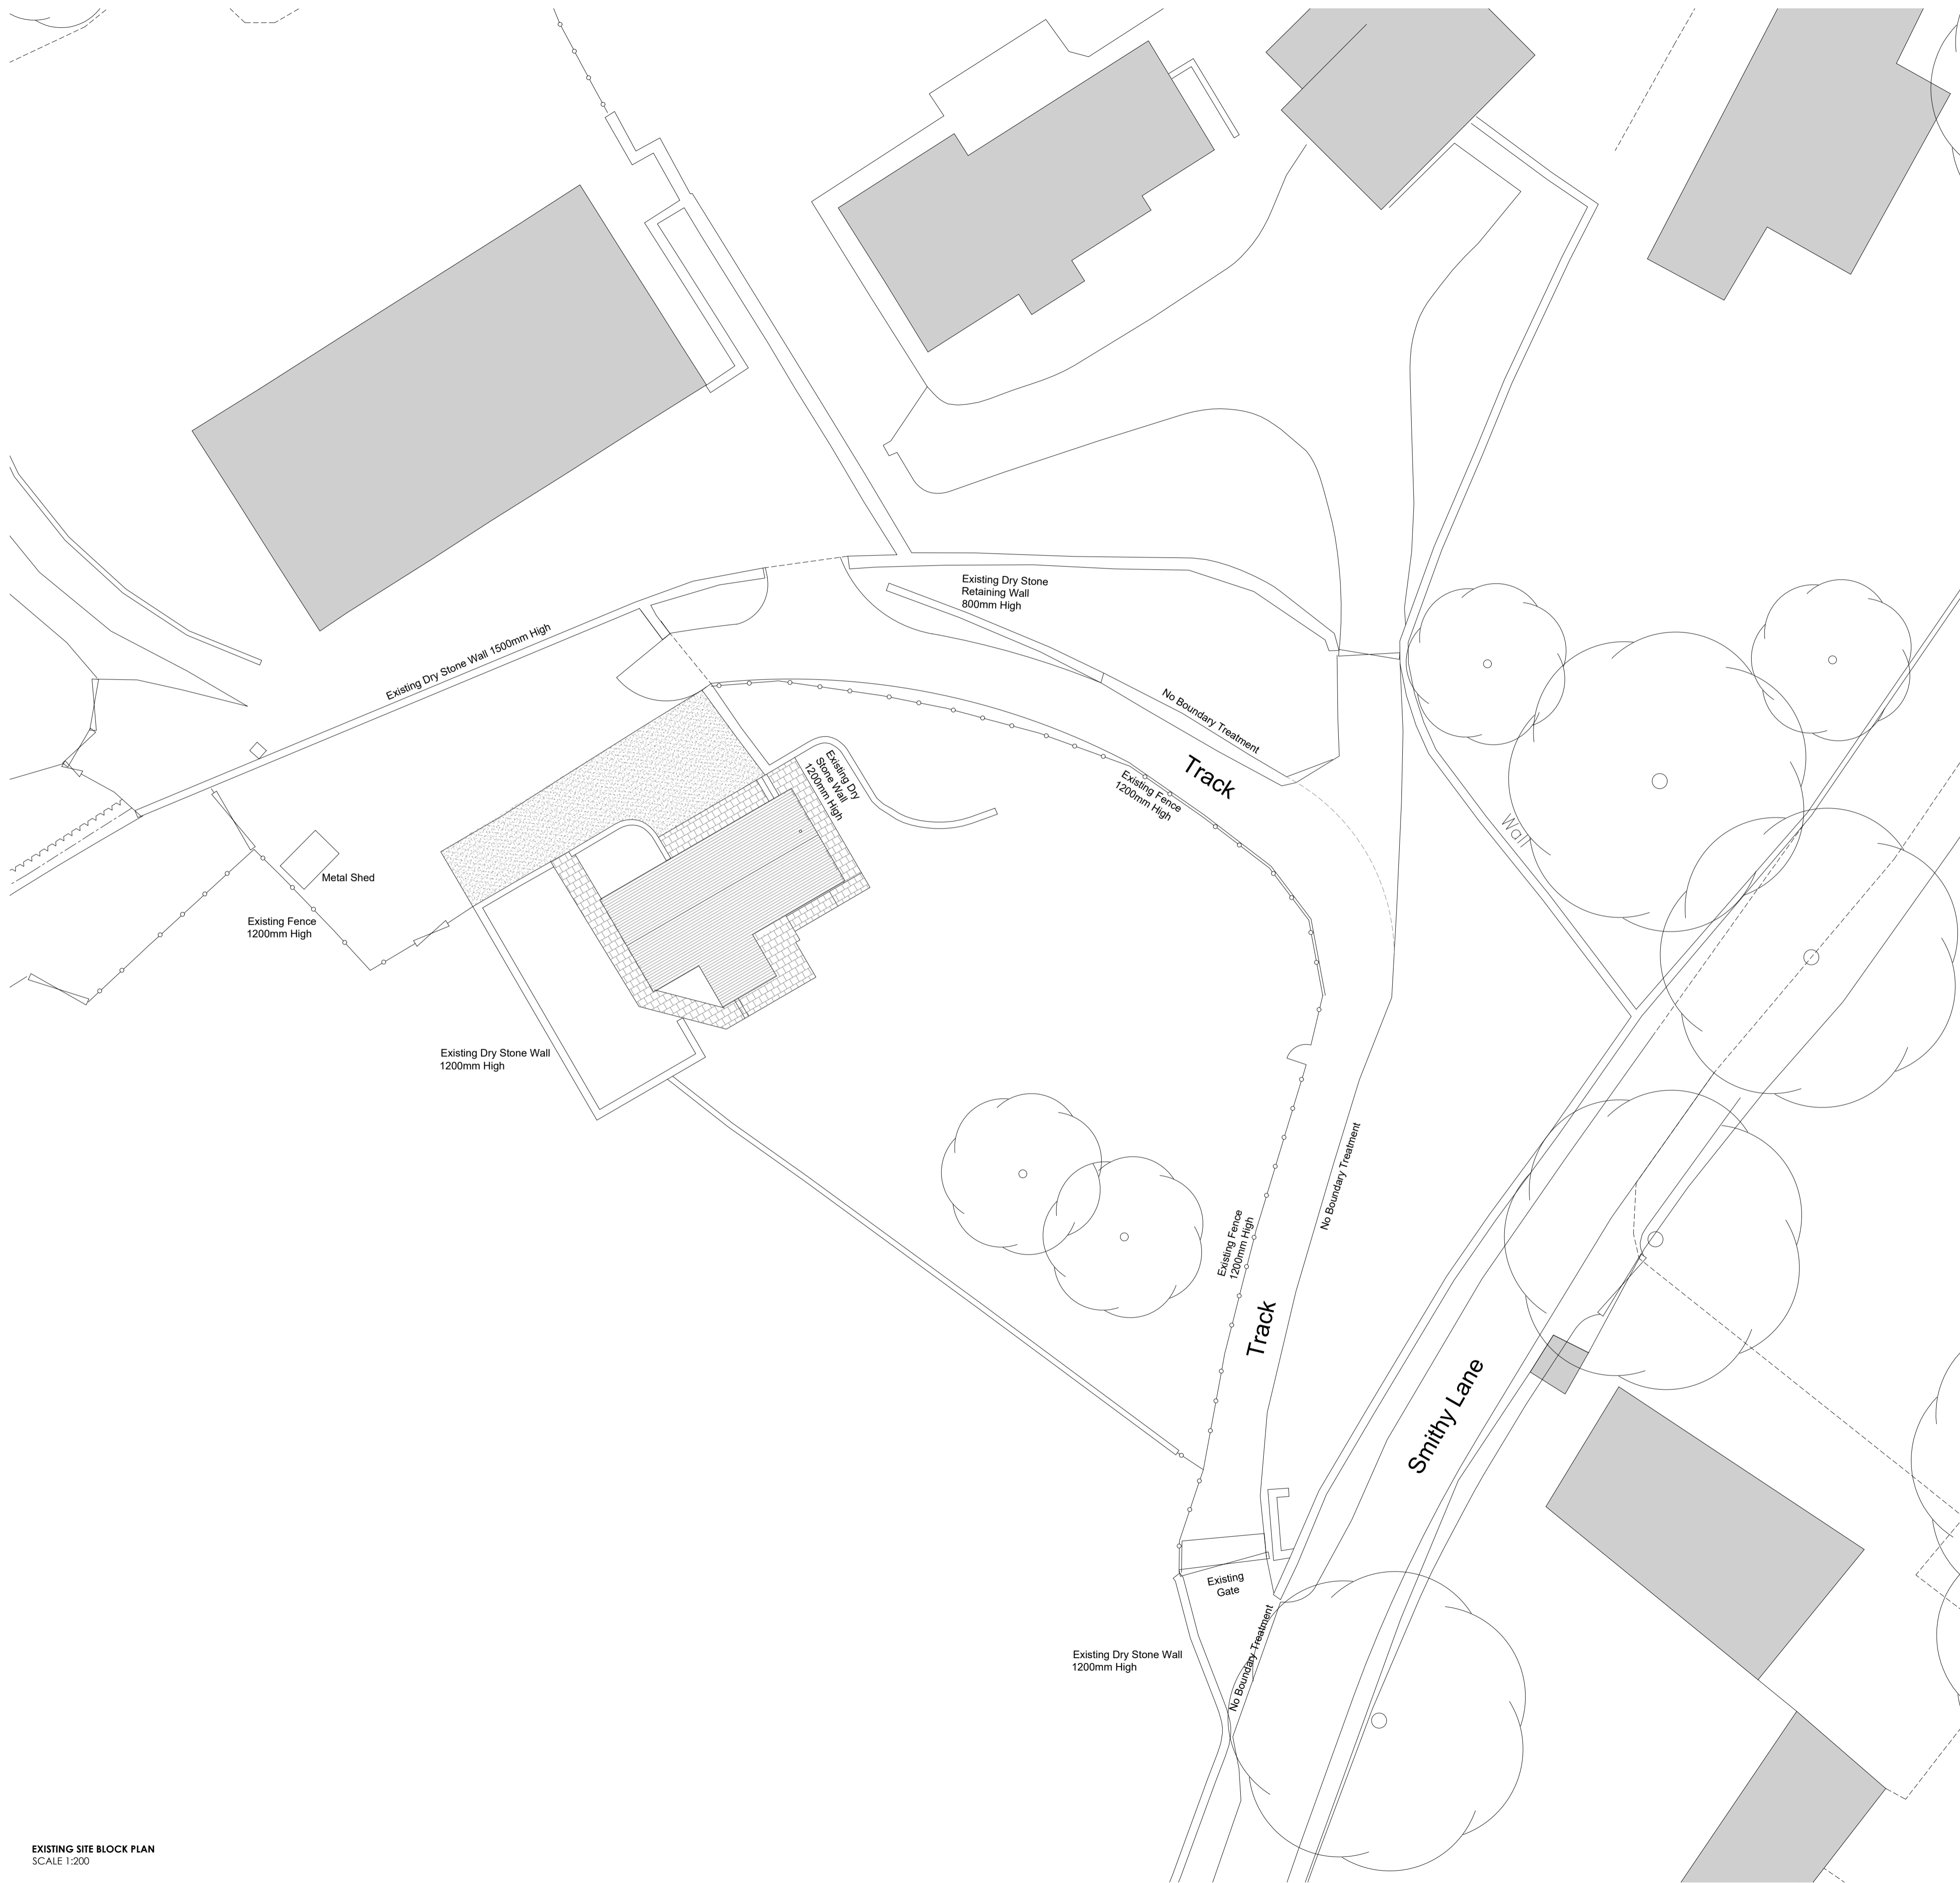 Existing Dry Stone
Retaining Wall
800mm High
Existing Dry Stone Wall 1500mm High
No Boundary Treatment
Track
Existing Dry
Stone Wall
1200mm High
Existing Fence
1200mm High
Wall
Metal Shed
Existing Fence
1200mm High
Existing Dry Stone Wall
1200mm High
No Boundary Treatment
Existing Fence
1200mm High
Track
Smithy Lane
Existing
Gate
No Boundary Treatment
Existing Dry Stone Wall
1200mm High
EXISTING SITE BLOCK PLAN
SCALE 1:200